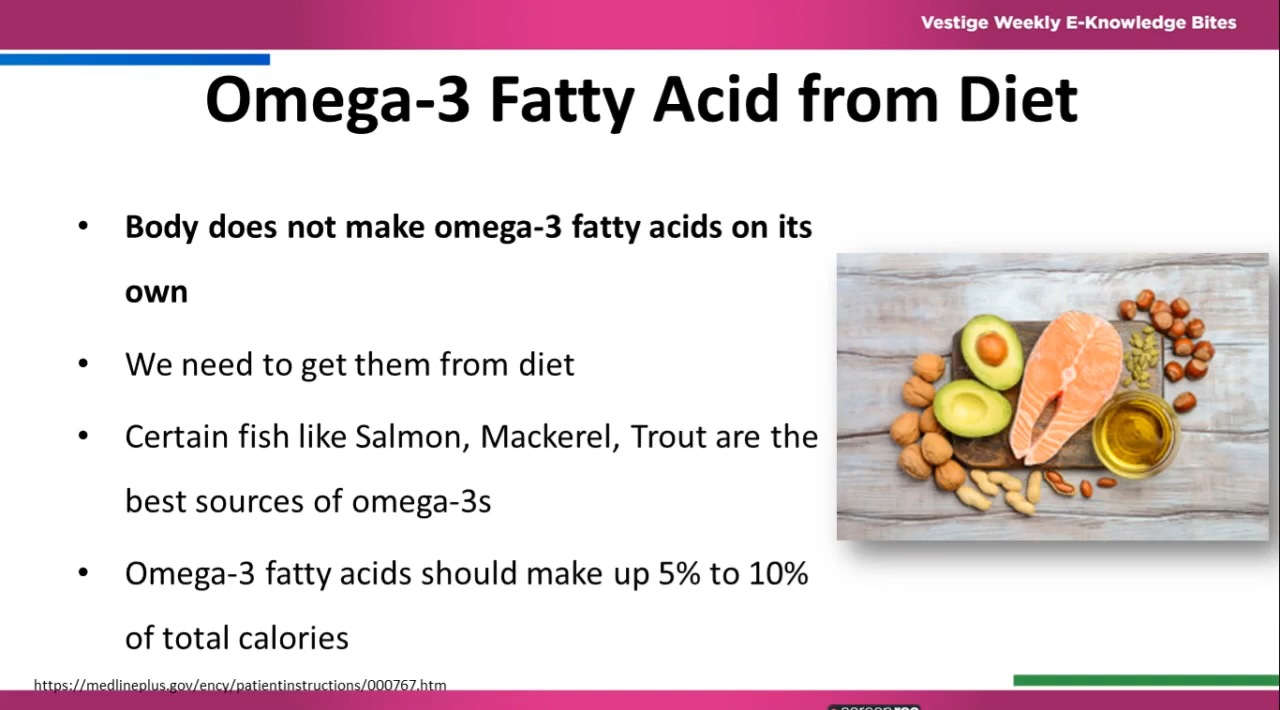 Vestige Weekly E-Knowledge Bites
Omega-3 Fatty Acid from Diet
• Body does not make omega-3 fatty acids on its
own
• We need to get them from diet
• Certain fish like Salmon, Mackerel, Trout are the
best sources of omega-3s
• Omega-3 fatty acids should make up 5% to 10%
of total calories
https://medlineplus.gov/ency/patientinstructions/000767.htm